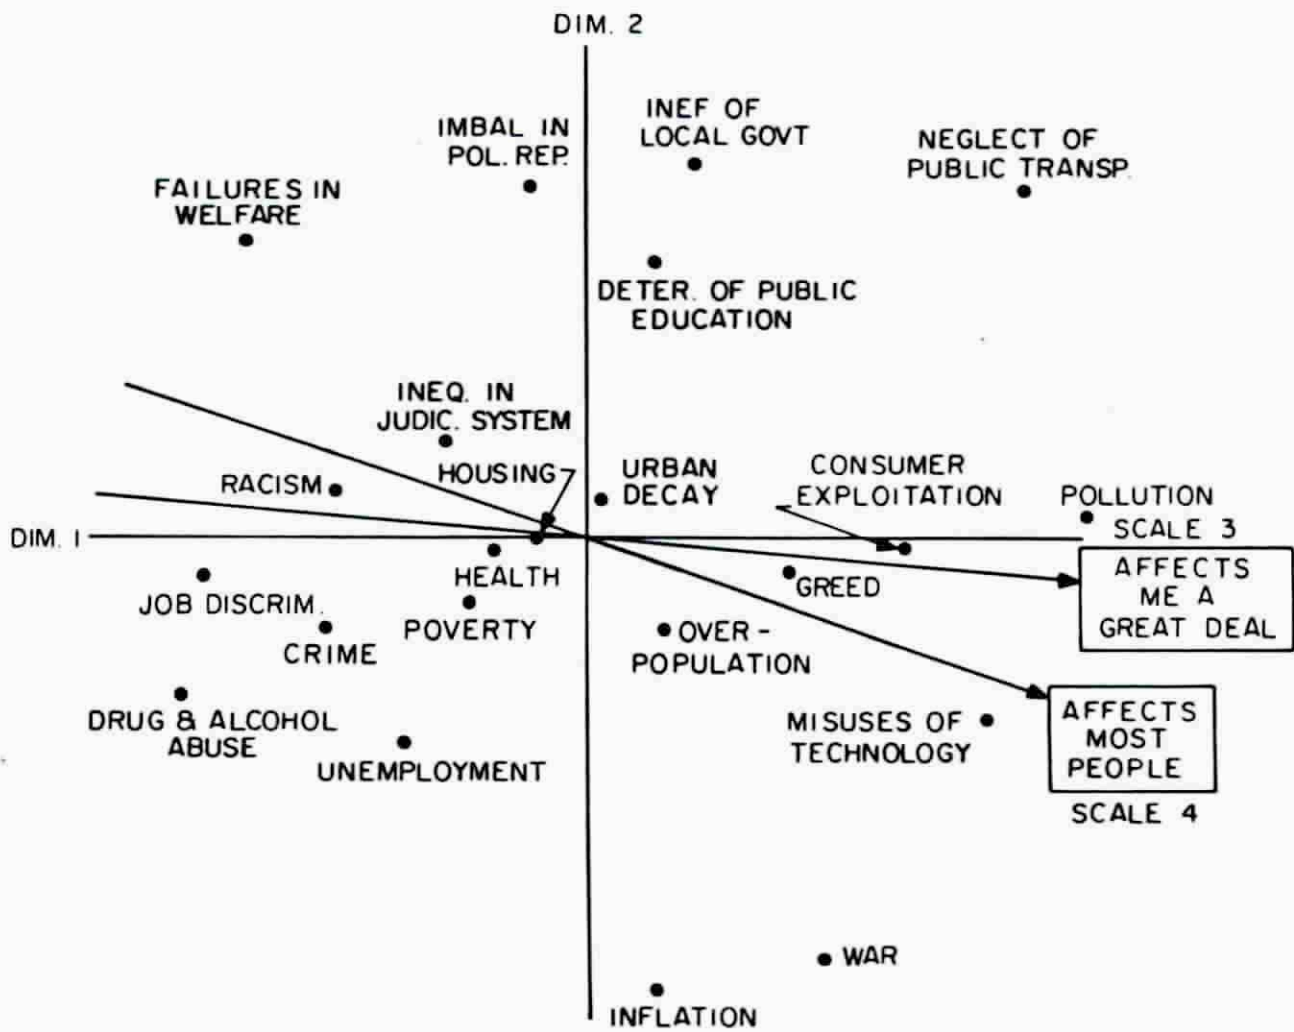 DIM. 2
INEF OF
LOCAL GOVT
IMBAL IN
POL. REP.
NEGLECT OF
PUBLIC TRANSP.
FAILURES IN
WELFARE
DETER. OF PUBLIC
EDUCATION
INEQ. IN
JUDIC. SYSTEM
HOUSING
RACISM
URBAN
DECAY
CONSUMER
EXPLOITATION
POLLUTION
SCALE 3
DIM. 1
AFFECTS
ME A
GREAT DEAL
HEALTH
GREED
JOB DISCRIM.
POVERTY
CRIME
OVER-
POPULATION
DRUG & ALCOHOL
ABUSE
UNEMPLOYMENT
MISUSES OF
TECHNOLOGY
AFFECTS
MOST
PEOPLE
SCALE 4
WAR
INFLATION